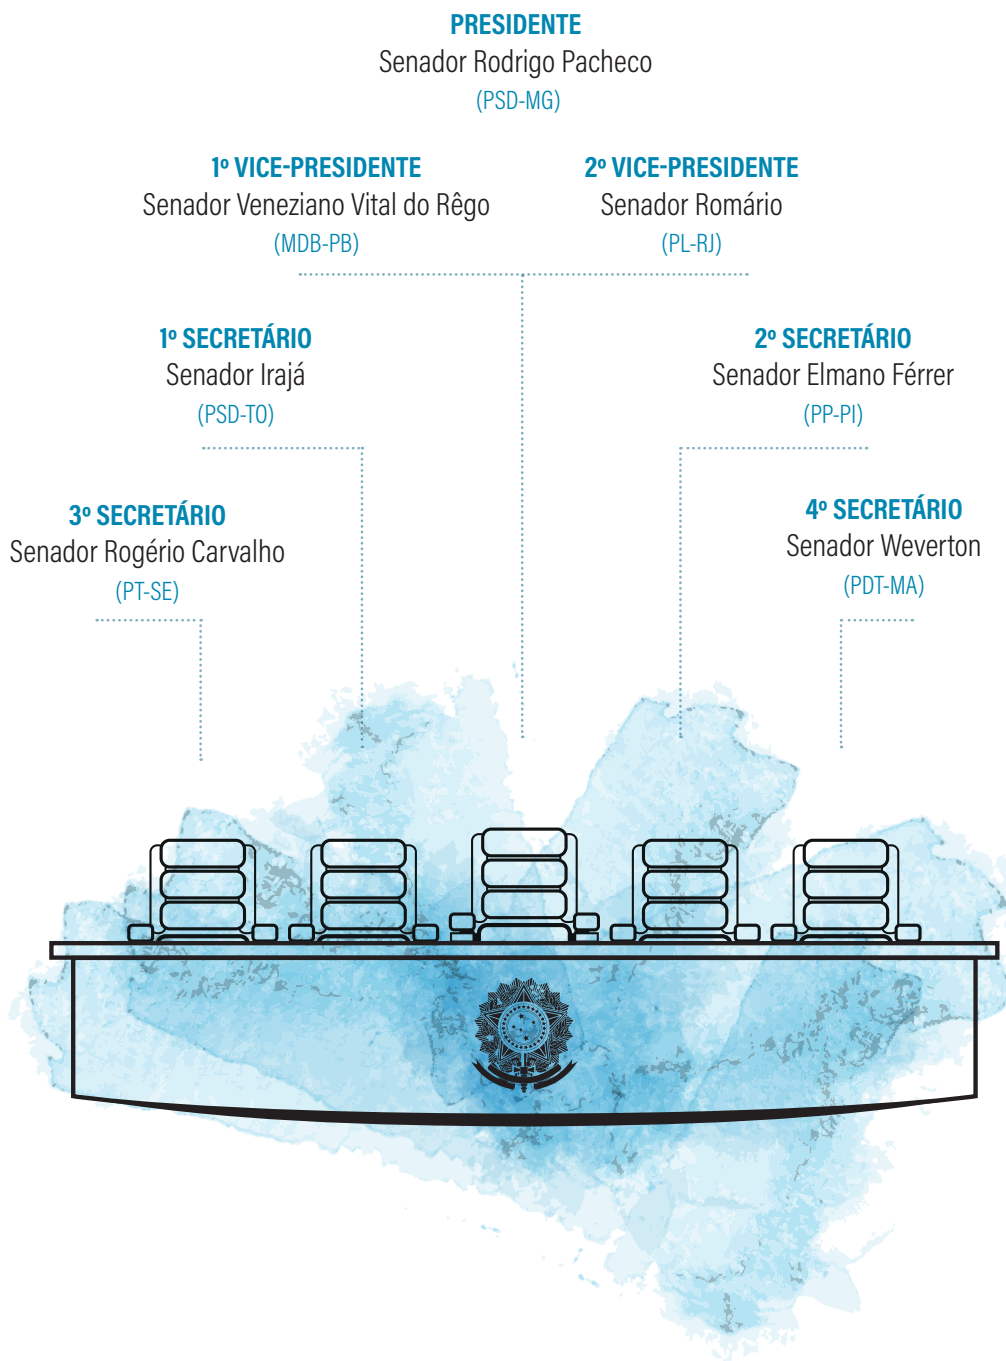 PRESIDENTE
Senador Rodrigo Pacheco
(PSD-MG)
1º VICE-PRESIDENTE
Senador Veneziano Vital do Rêgo
(MDB-PB)
2º VICE-PRESIDENTE
Senador Romário
(PL-RJ)
1º SECRETÁRIO
Senador Irajá
(PSD-TO)
2º SECRETÁRIO
Senador Elmano Férrer
(PP-PI)
3º SECRETÁRIO
Senador Rogério Carvalho
(PT-SE)
4º SECRETÁRIO
Senador Weverton
(PDT-MA)